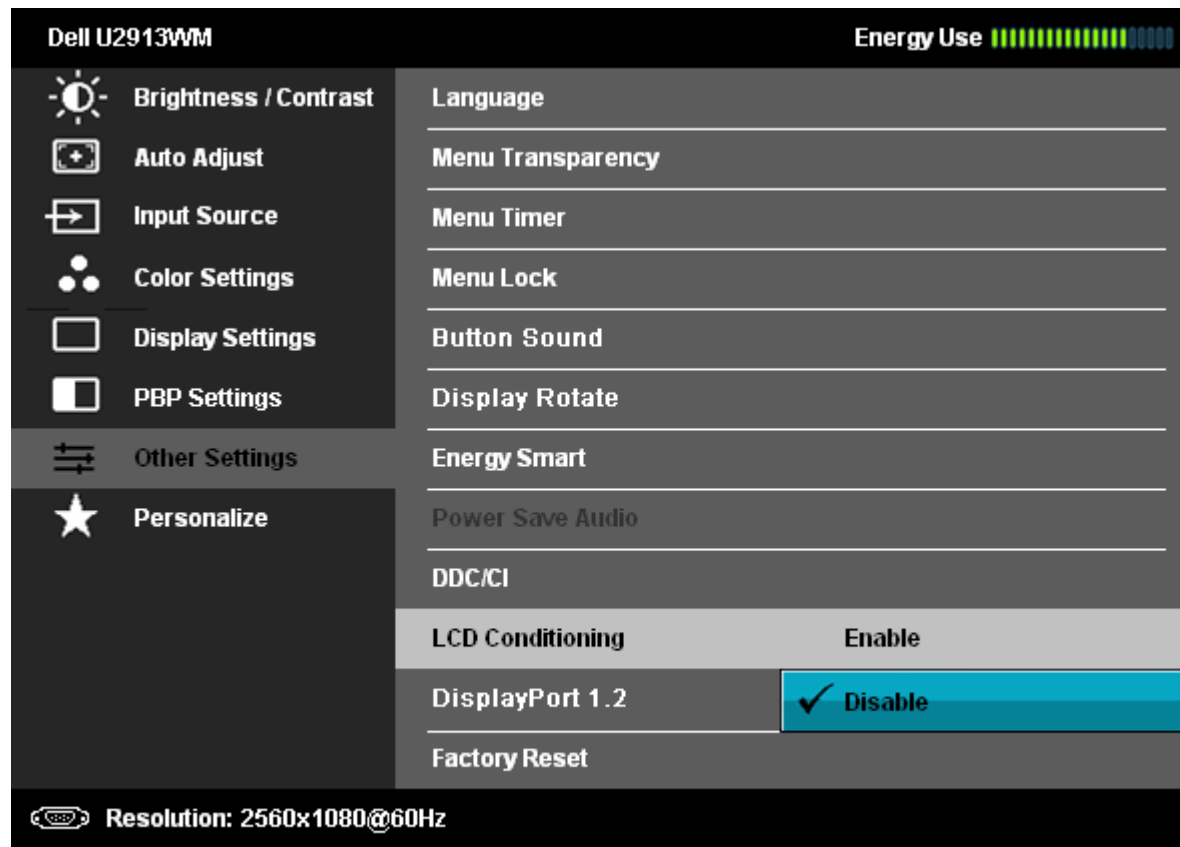 Dell U2913WM
Energy Use
Brightness / Contrast
Auto Adjust
Input Source
Color Settings
Display Settings
PBP Settings
Other Settings
Personalize
Language
Menu Transparency
Menu Timer
Menu Lock
Button Sound
Display Rotate
Energy Smart
Power Save Audio
DDC/CI
LCD Conditioning
Enable
DisplayPort 1.2
Disable
Factory Reset
Resolution: 2560x1080@60Hz